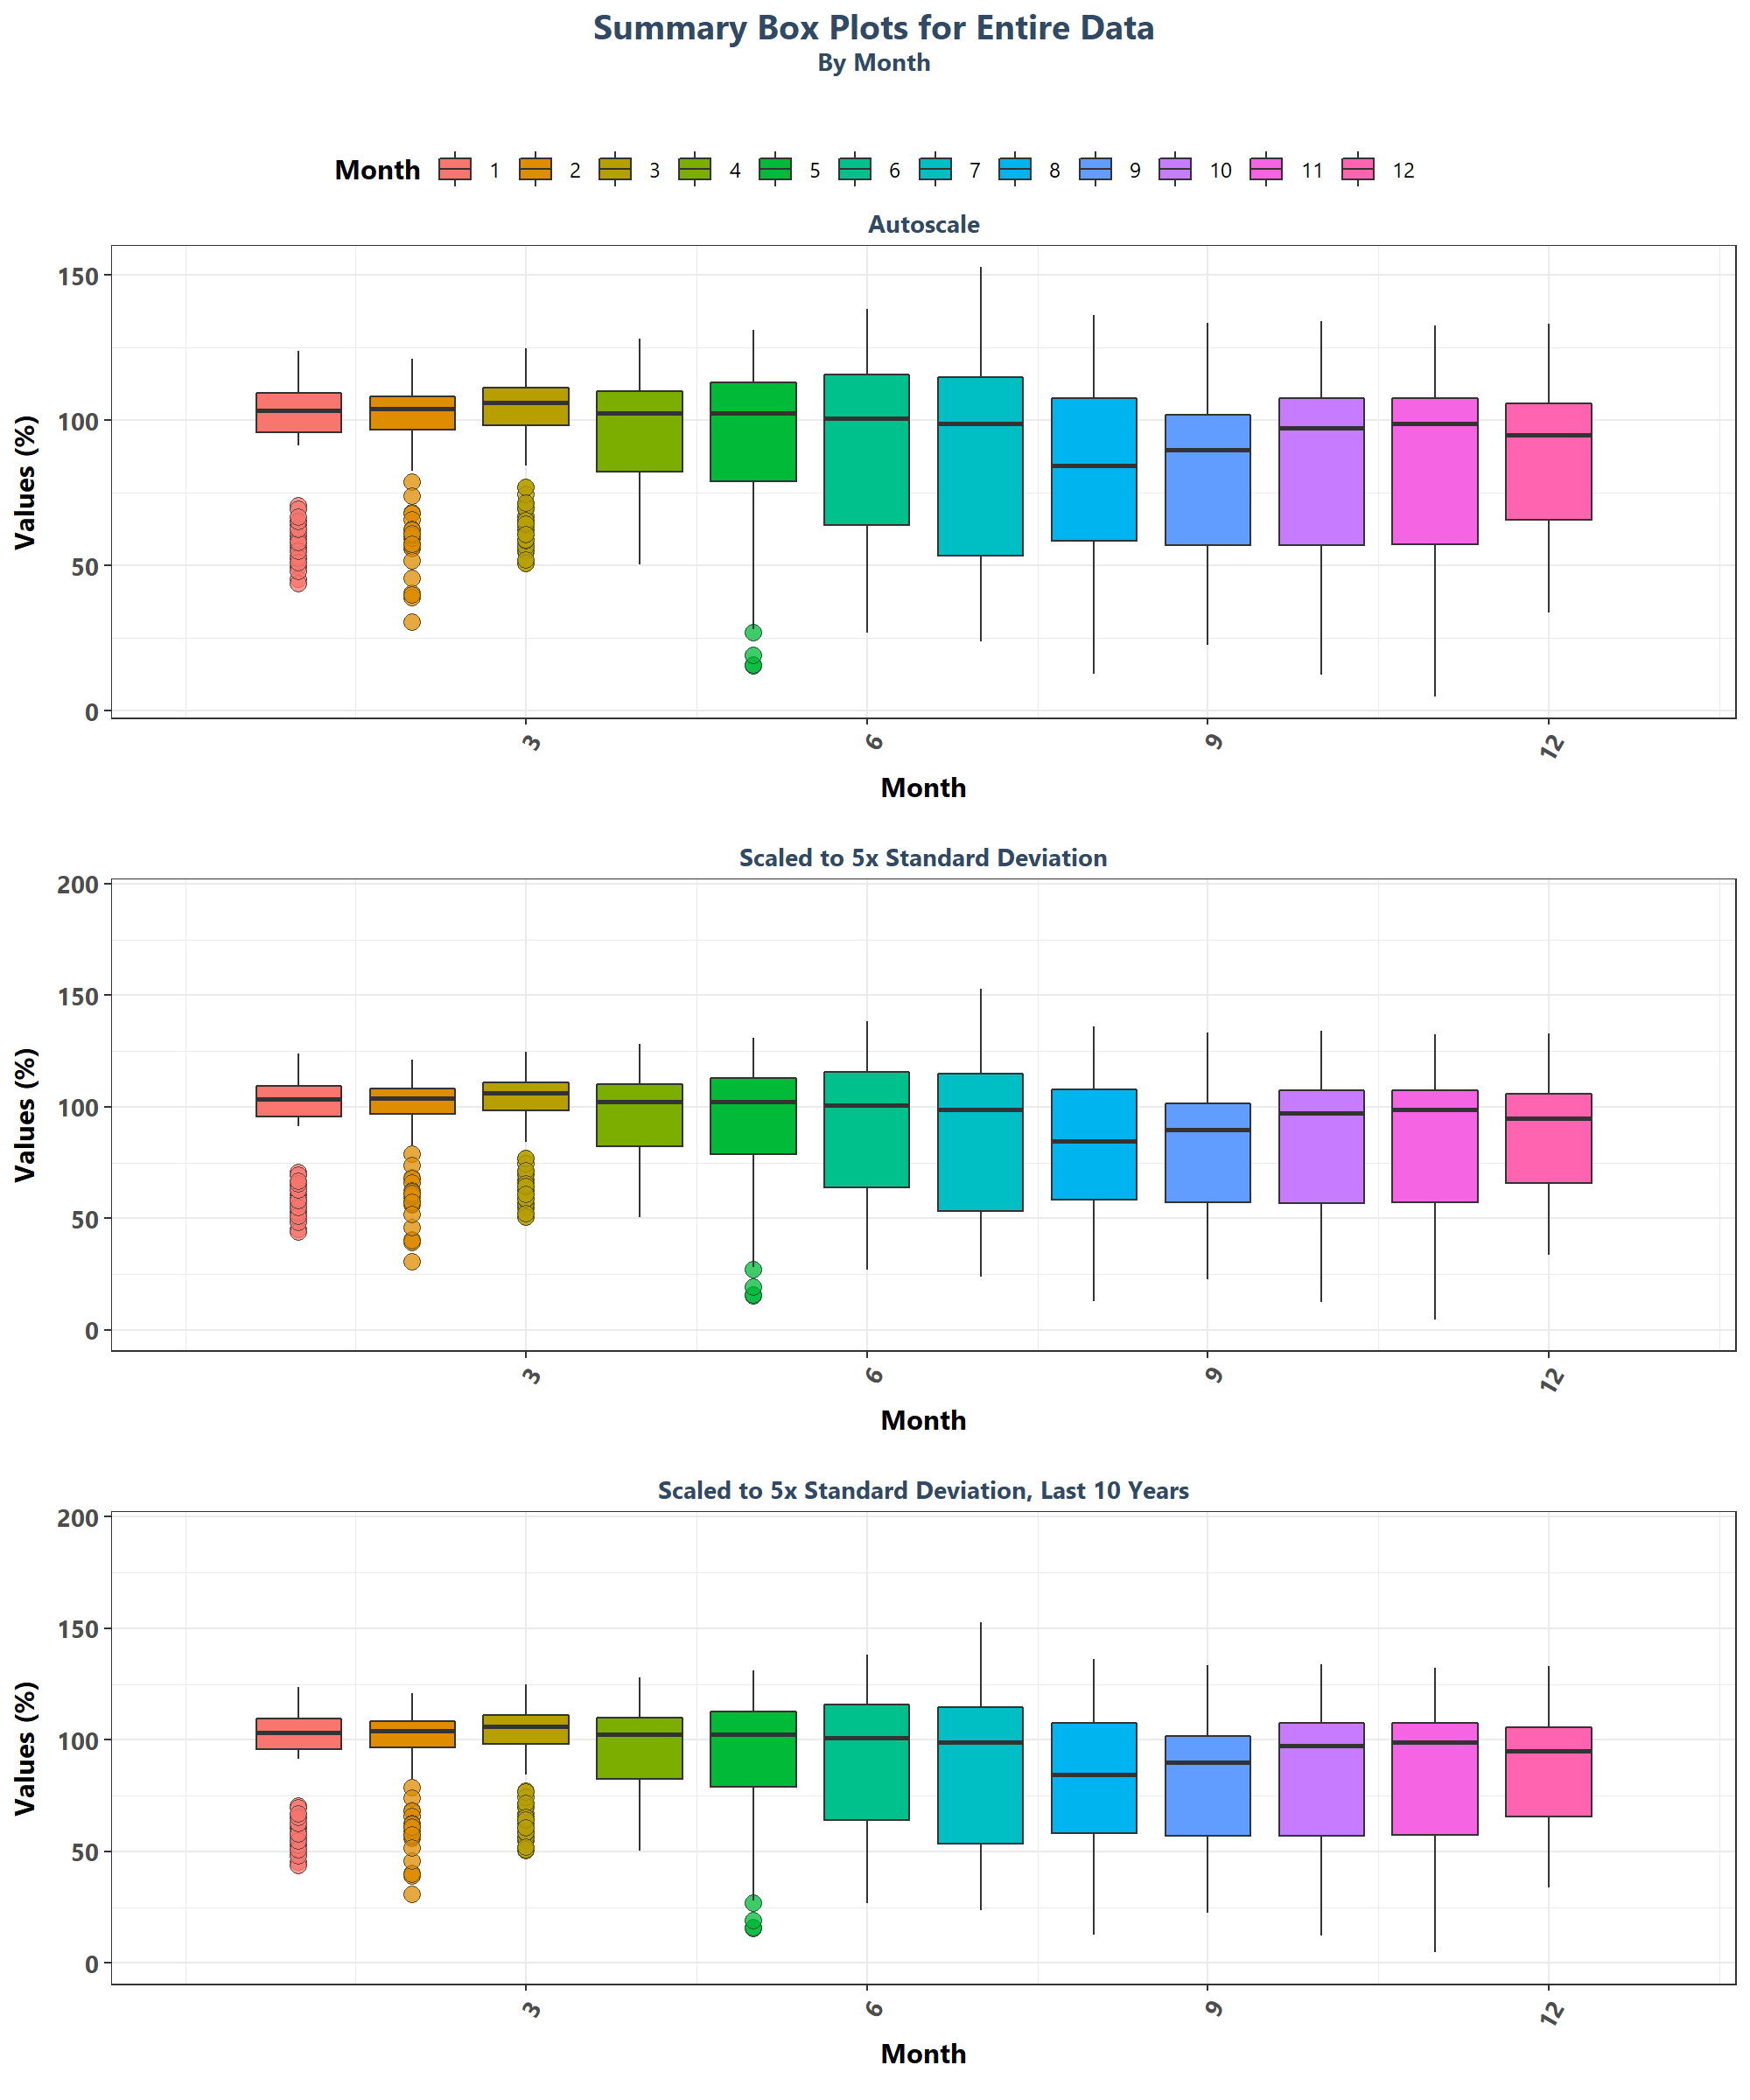 Summary Box Plots for Entire Data
By Month
Month 1 2 3 4 5 6 7 8 9 10 11 12
Autoscale
Values (%)
150
100
50
0
3 6 9 12
Month
Scaled to 5x Standard Deviation
Values (%)
200
150
100
50
0
3 6 9 12
Month
Scaled to 5x Standard Deviation, Last 10 Years
Values (%)
200
150
100
50
0
3 6 9 12
Month